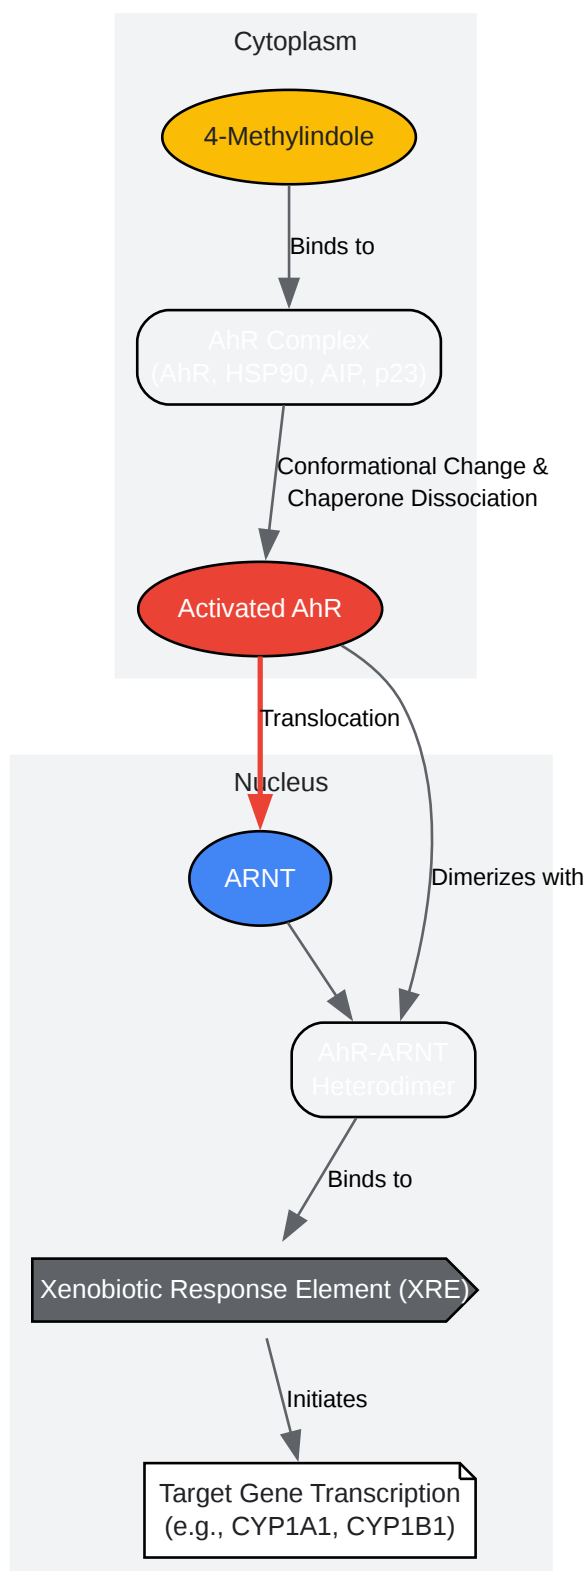 Cytoplasm
4-Methylindole
Binds to
AhR Complex
(AhR, HSP90, AIP, p23)
Conformational Change &
Chaperone Dissociation
Activated AhR
Translocation
Nucleus
ARNT
Dimerizes with
AhR-ARNT
Heterodimer
Binds to
Xenobiotic Response Element (XRE)
Initiates
Target Gene Transcription
(e.g., CYP1A1, CYP1B1)